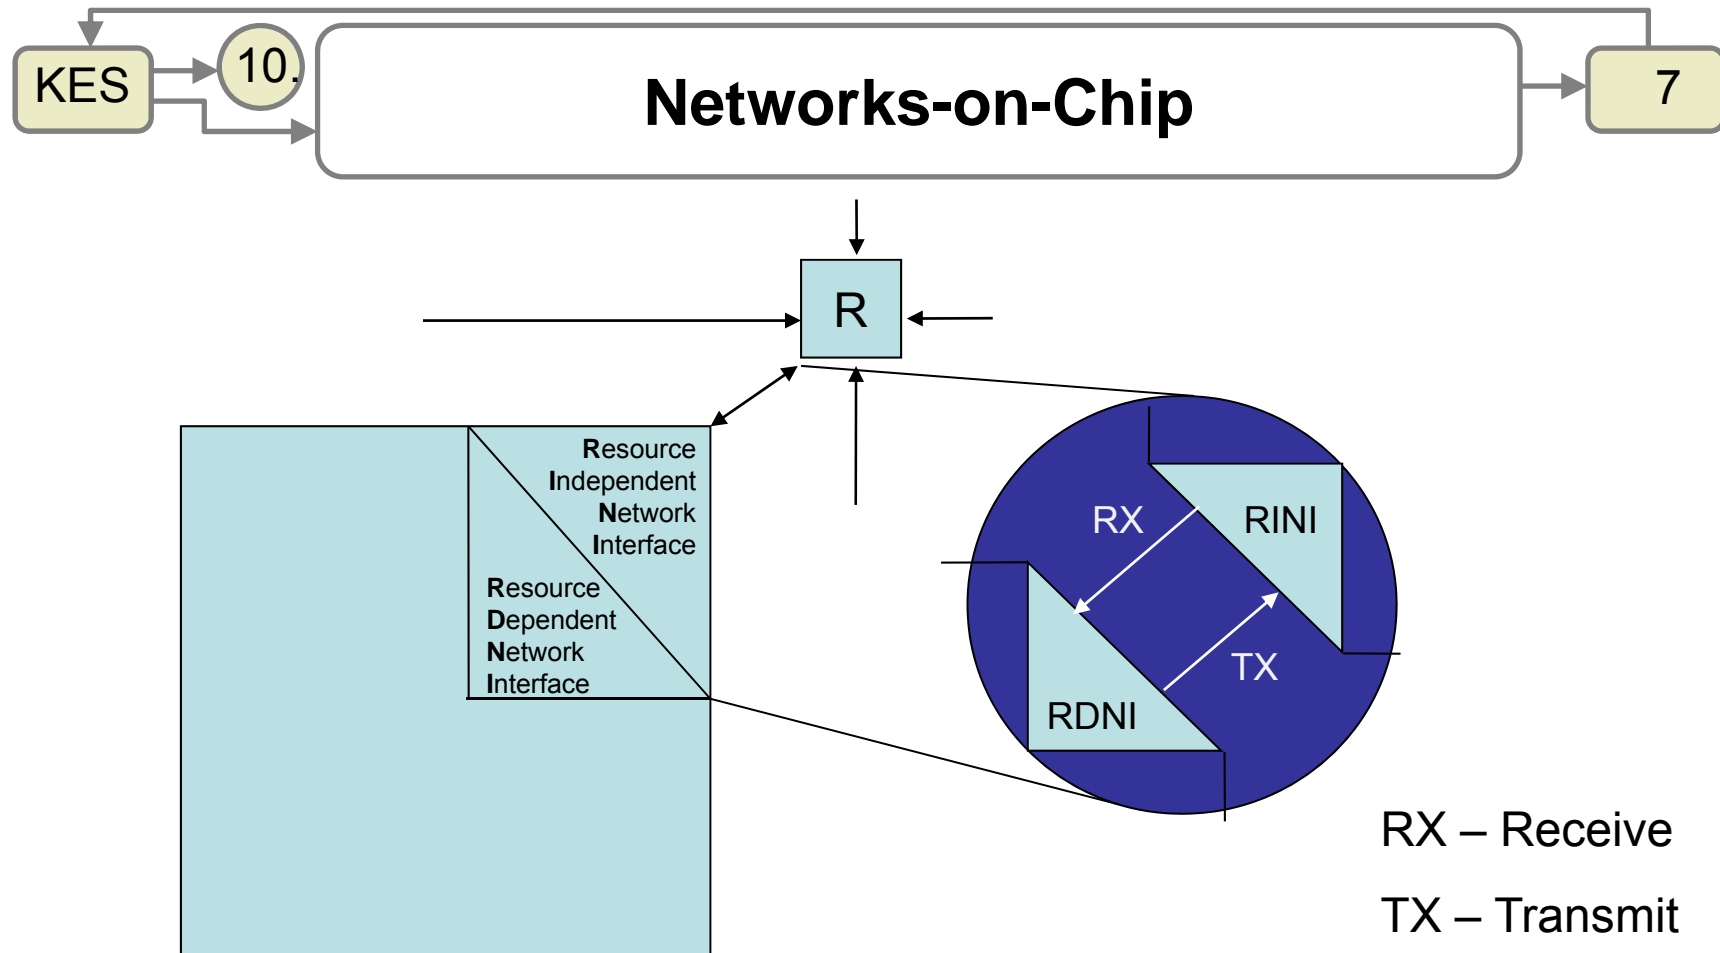 KES
10.
Networks-on-Chip
7
R
Resource
Independent
Network
Interface
Resource
Dependent
Network
Interface
RX
RINI
TX
RDNI
RX – Receive
TX – Transmit